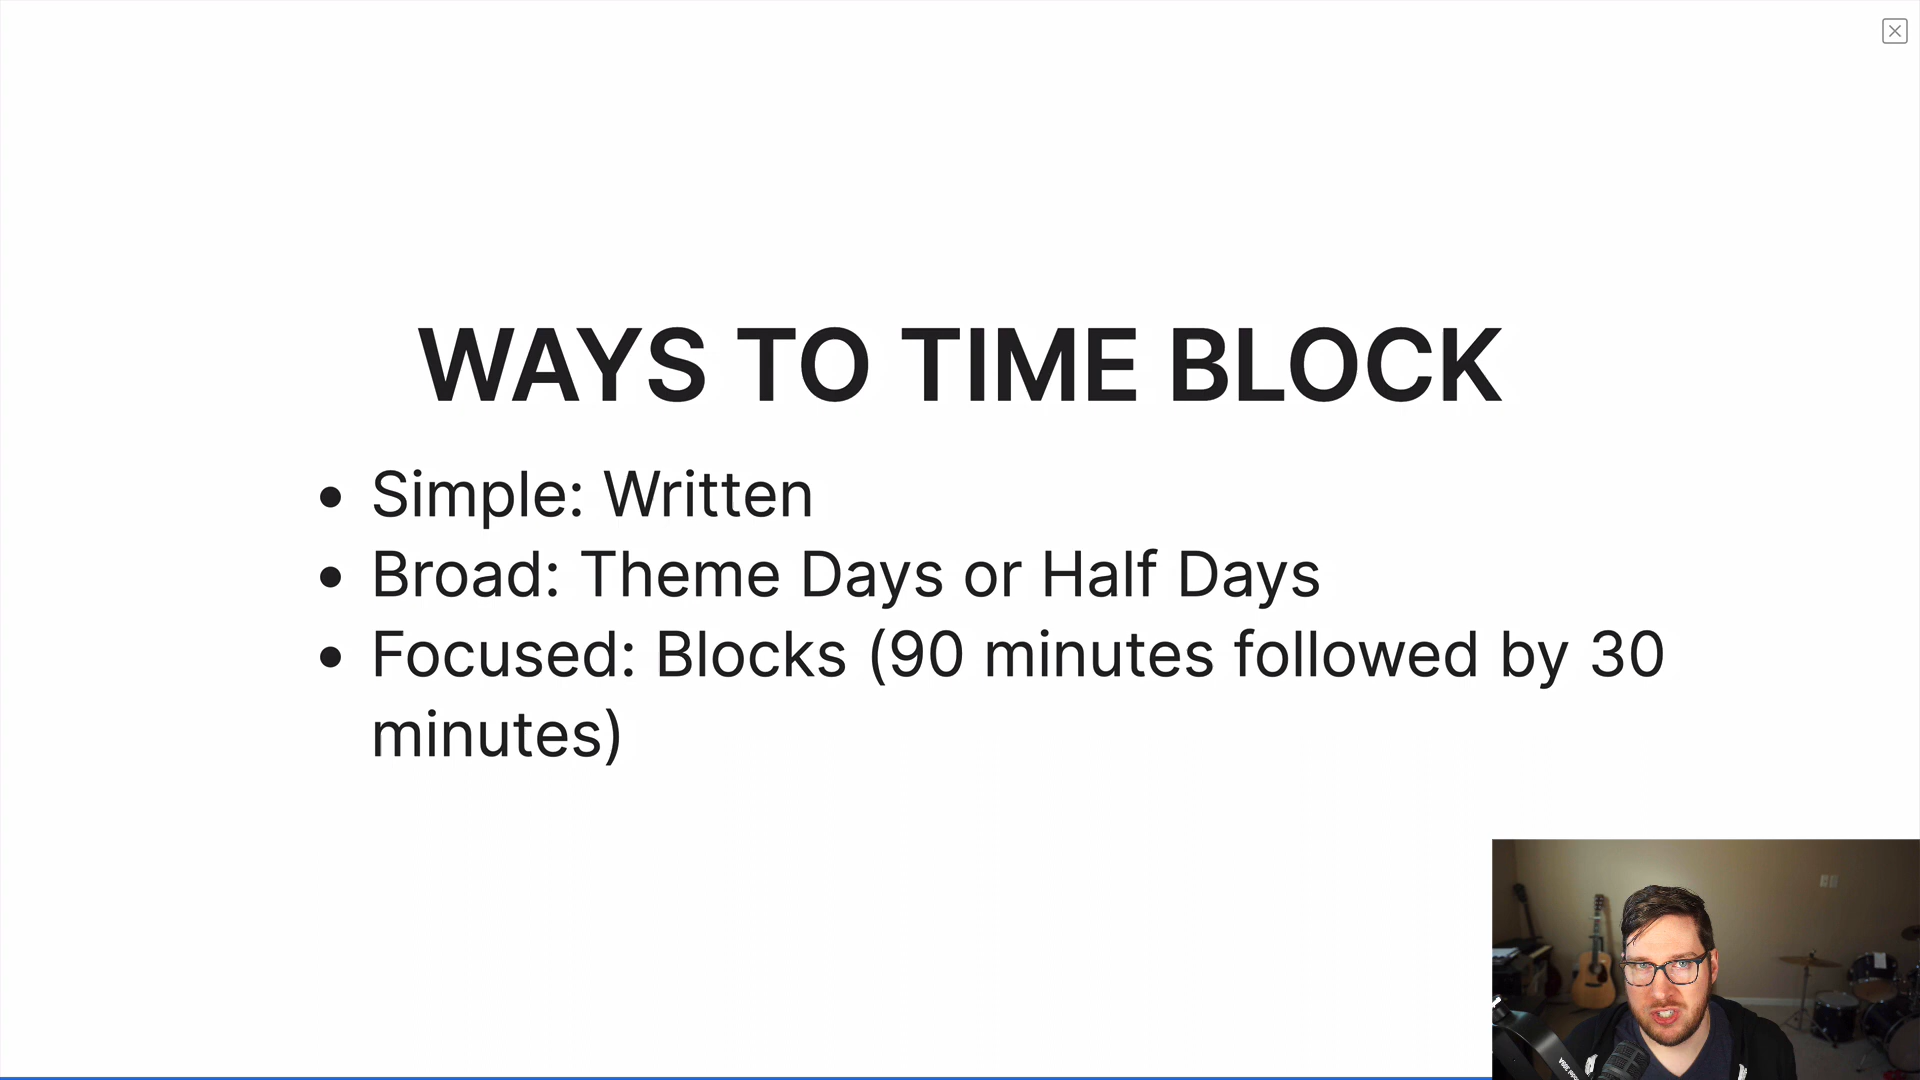 WAYS TO TIME BLOCK
• Simple: Written
• Broad: Theme Days or Half Days
• Focused: Blocks (90 minutes followed by 30
minutes)